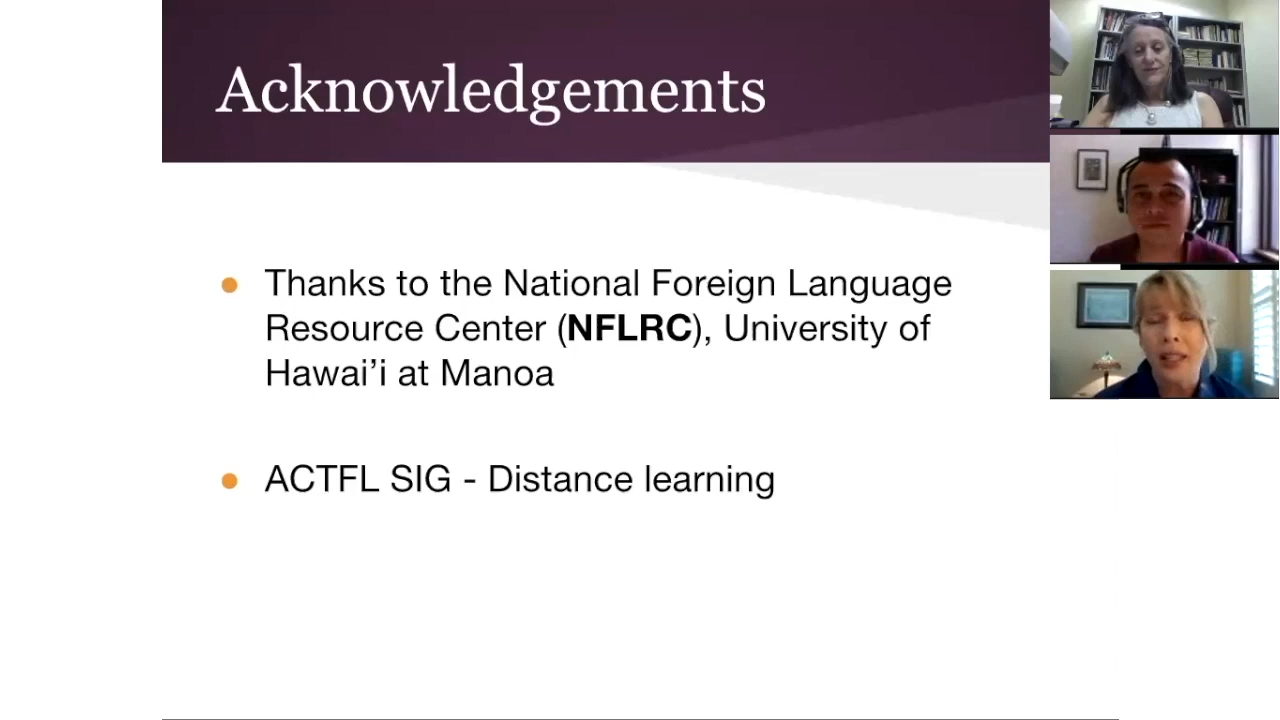 Acknowledgements
● Thanks to the National Foreign Language
Resource Center (NFLRC), University of
Hawai’i at Manoa
● ACTFL SIG - Distance learning